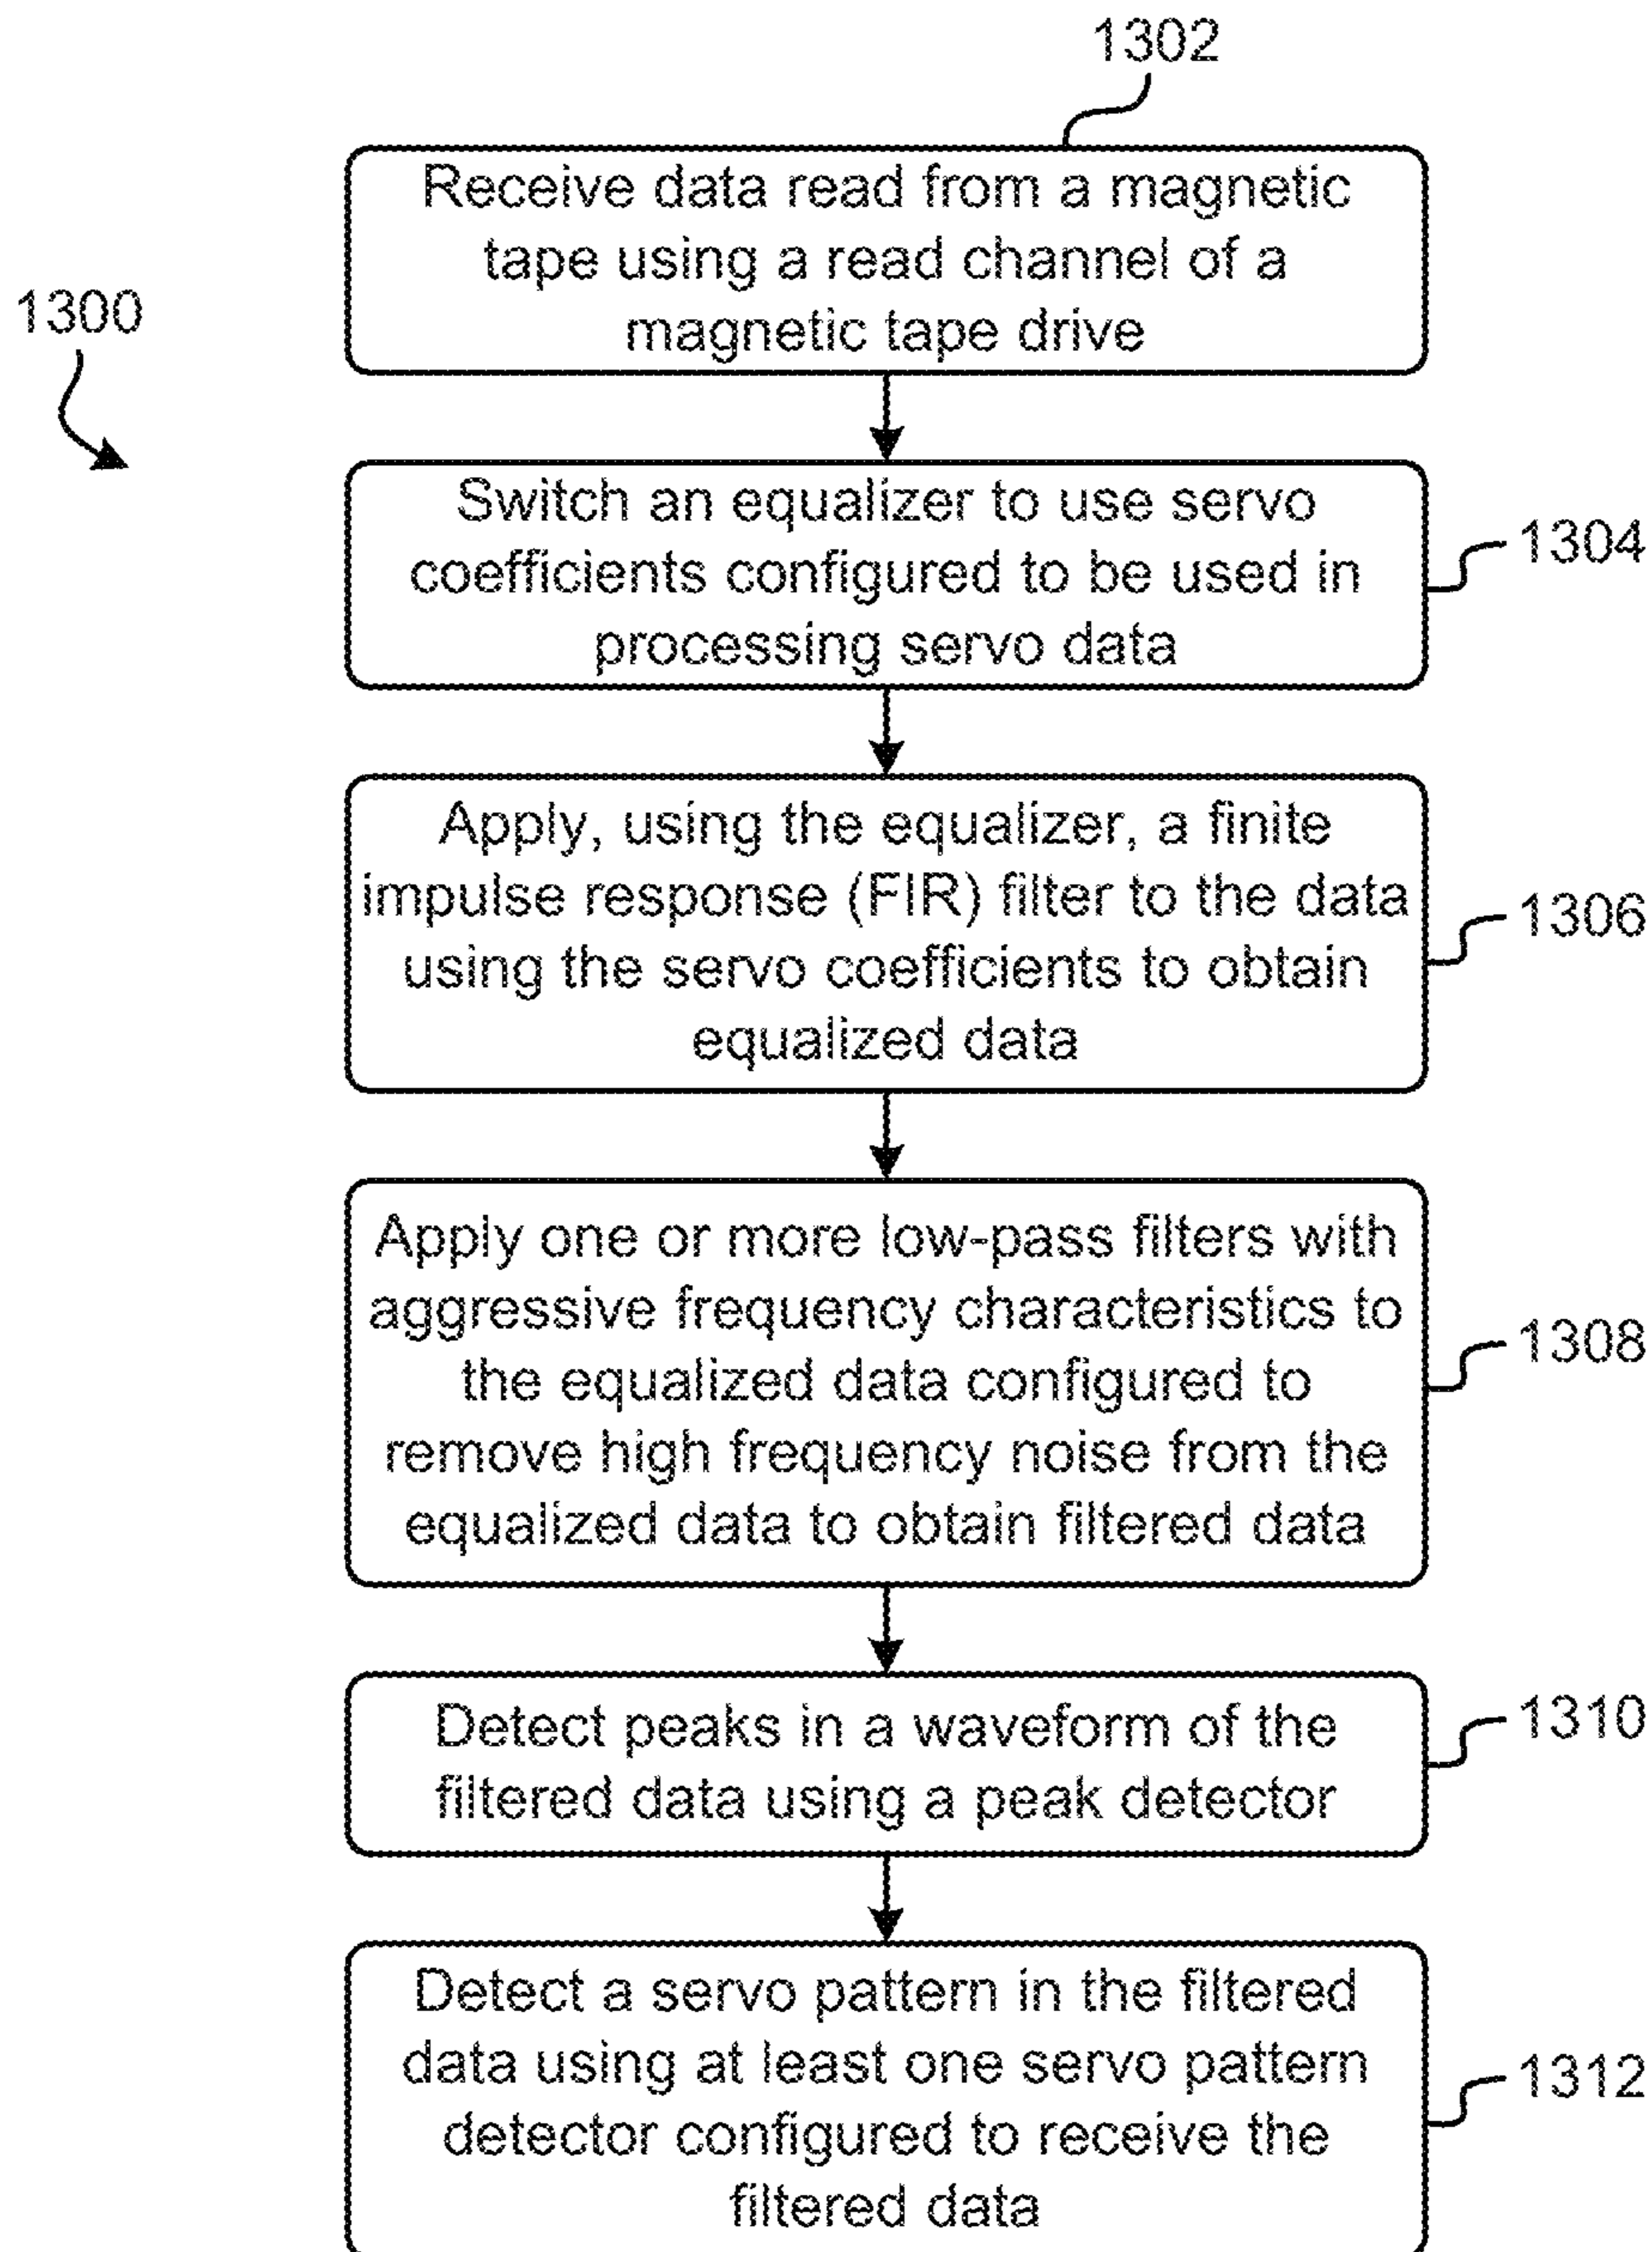 1302
Receive data read from a magnetic
tape using a read channel of a
magnetic tape drive
1300
Switch an equalizer to use servo
coefficients configured to be used in
processing servo data
1304
Apply, using the equalizer, a finite
impulse response (FIR) filter to the data
using the servo coefficients to obtain
equalized data
1306
Apply one or more low-pass filters with
aggressive frequency characteristics to
the equalized data configured to
remove high frequency noise from the
equalized data to obtain filtered data
1308
Detect peaks in a waveform of the
filtered data using a peak detector
1310
Detect a servo pattern in the filtered
data using at least one servo pattern
detector configured to receive the
filtered data
1312